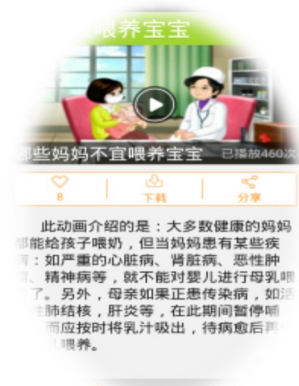 喂养宝宝
哪些妈妈不宜喂养宝宝 已播放460次
8 下载 分享
此动画介绍的是：大多数健康的妈妈
都能给孩子喂奶，但当妈妈患有某些疾
病：如严重的心脏病、肾脏病、恶性肿
、精神病等，就不能对婴儿进行母乳喂
了。另外，母亲如果正患传染病，如活
性肺结核，肝炎等，在此期间暂停哺
而应按时将乳汁吸出，待病愈后再
喂养。